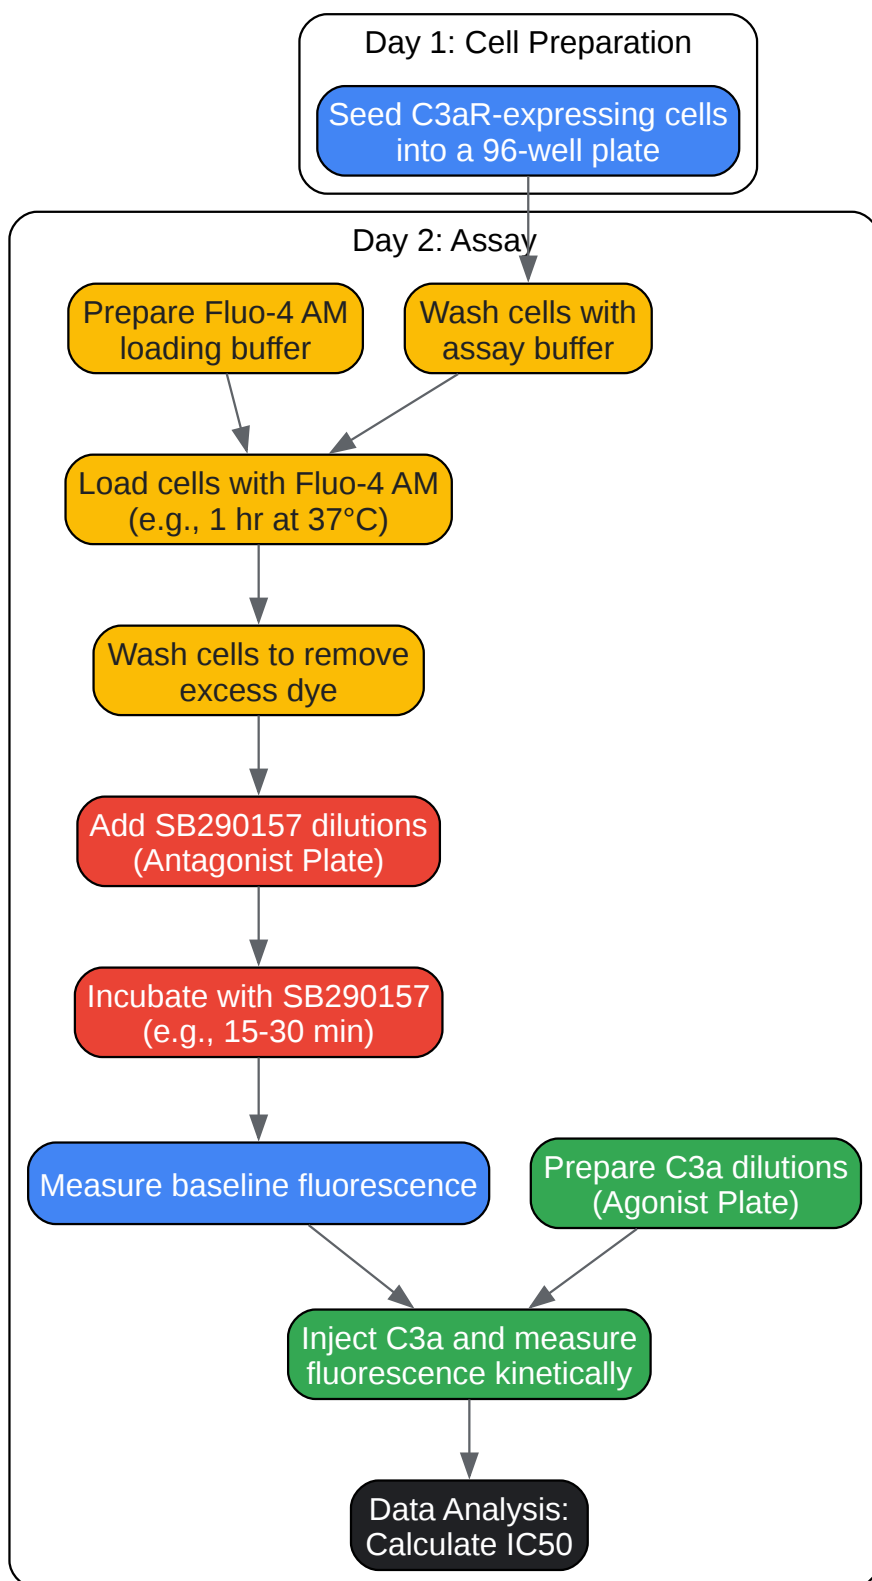 Day 1: Cell Preparation
Seed C3aR-expressing cells
into a 96-well plate
Day 2: Assay
Prepare Fluo-4 AM
loading buffer
Wash cells with
assay buffer
Load cells with Fluo-4 AM
(e.g., 1 hr at 37°C)
Wash cells to remove
excess dye
Add SB290157 dilutions
(Antagonist Plate)
Incubate with SB290157
(e.g., 15-30 min)
Measure baseline fluorescence
Prepare C3a dilutions
(Agonist Plate)
Inject C3a and measure
fluorescence kinetically
Data Analysis:
Calculate IC50